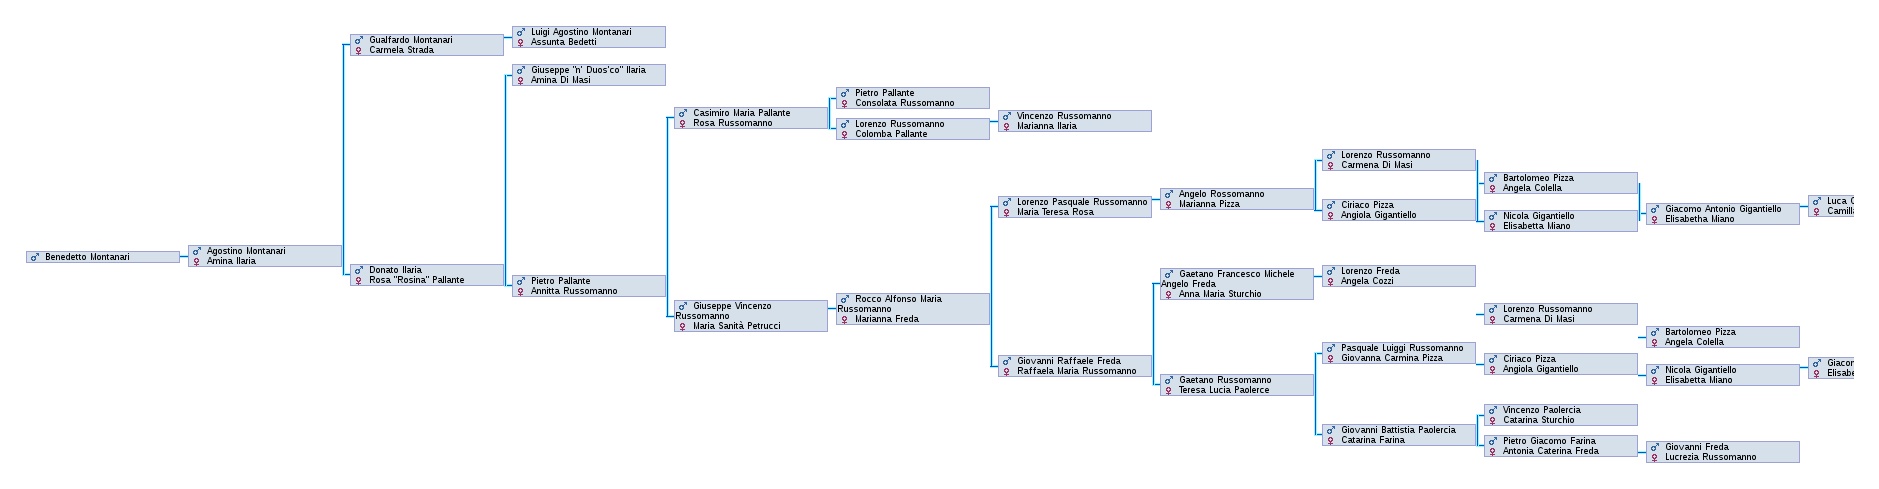 Benedetto Montanari
Agostino Montanari
Amina Ilaria
Gualfardo Montanari
Carmela Strada
Donato Ilaria
Rosa "Rosina" Pallante
Luigi Agostino Montanari
Assunta Bedetti
Giuseppe "n' Duos'co" Ilaria
Amina Di Masi
Pietro Pallante
Annitta Russomanno
Casimiro Maria Pallante
Rosa Russomanno
Giuseppe Vincenzo
Russomanno
Maria Sanità Petrucci
Pietro Pallante
Consolata Russomanno
Lorenzo Russomanno
Colomba Pallante
Rocco Alfonso Maria
Russomanno
Marianna Freda
Vincenzo Russomanno
Marianna Ilaria
Lorenzo Pasquale Russomanno
Maria Teresa Rosa
Giovanni Raffaele Freda
Raffaela Maria Russomanno
Angelo Rossomanno
Marianna Pizza
Gaetano Francesco Michele
Angelo Freda
Anna Maria Sturchio
Gaetano Russomanno
Teresa Lucia Paolerce
Lorenzo Russomanno
Carmena Di Masi
Ciriaco Pizza
Angiola Gigantiello
Lorenzo Freda
Angela Cozzi
Pasquale Luiggi Russomanno
Giovanna Carmina Pizza
Giovanni Battistia Paolercia
Catarina Farina
Bartolomeo Pizza
Angela Colella
Nicola Gigantiello
Elisabetta Miano
Lorenzo Russomanno
Carmena Di Masi
Ciriaco Pizza
Angiola Gigantiello
Vincenzo Paolercia
Catarina Sturchio
Pietro Giacomo Farina
Antonia Caterina Freda
Giacomo Antonio Gigantiello
Elisabetha Miano
Bartolomeo Pizza
Angela Colella
Nicola Gigantiello
Elisabetta Miano
Giovanni Freda
Lucrezia Russomanno
Luca
Camill
Giacor
Elisabe